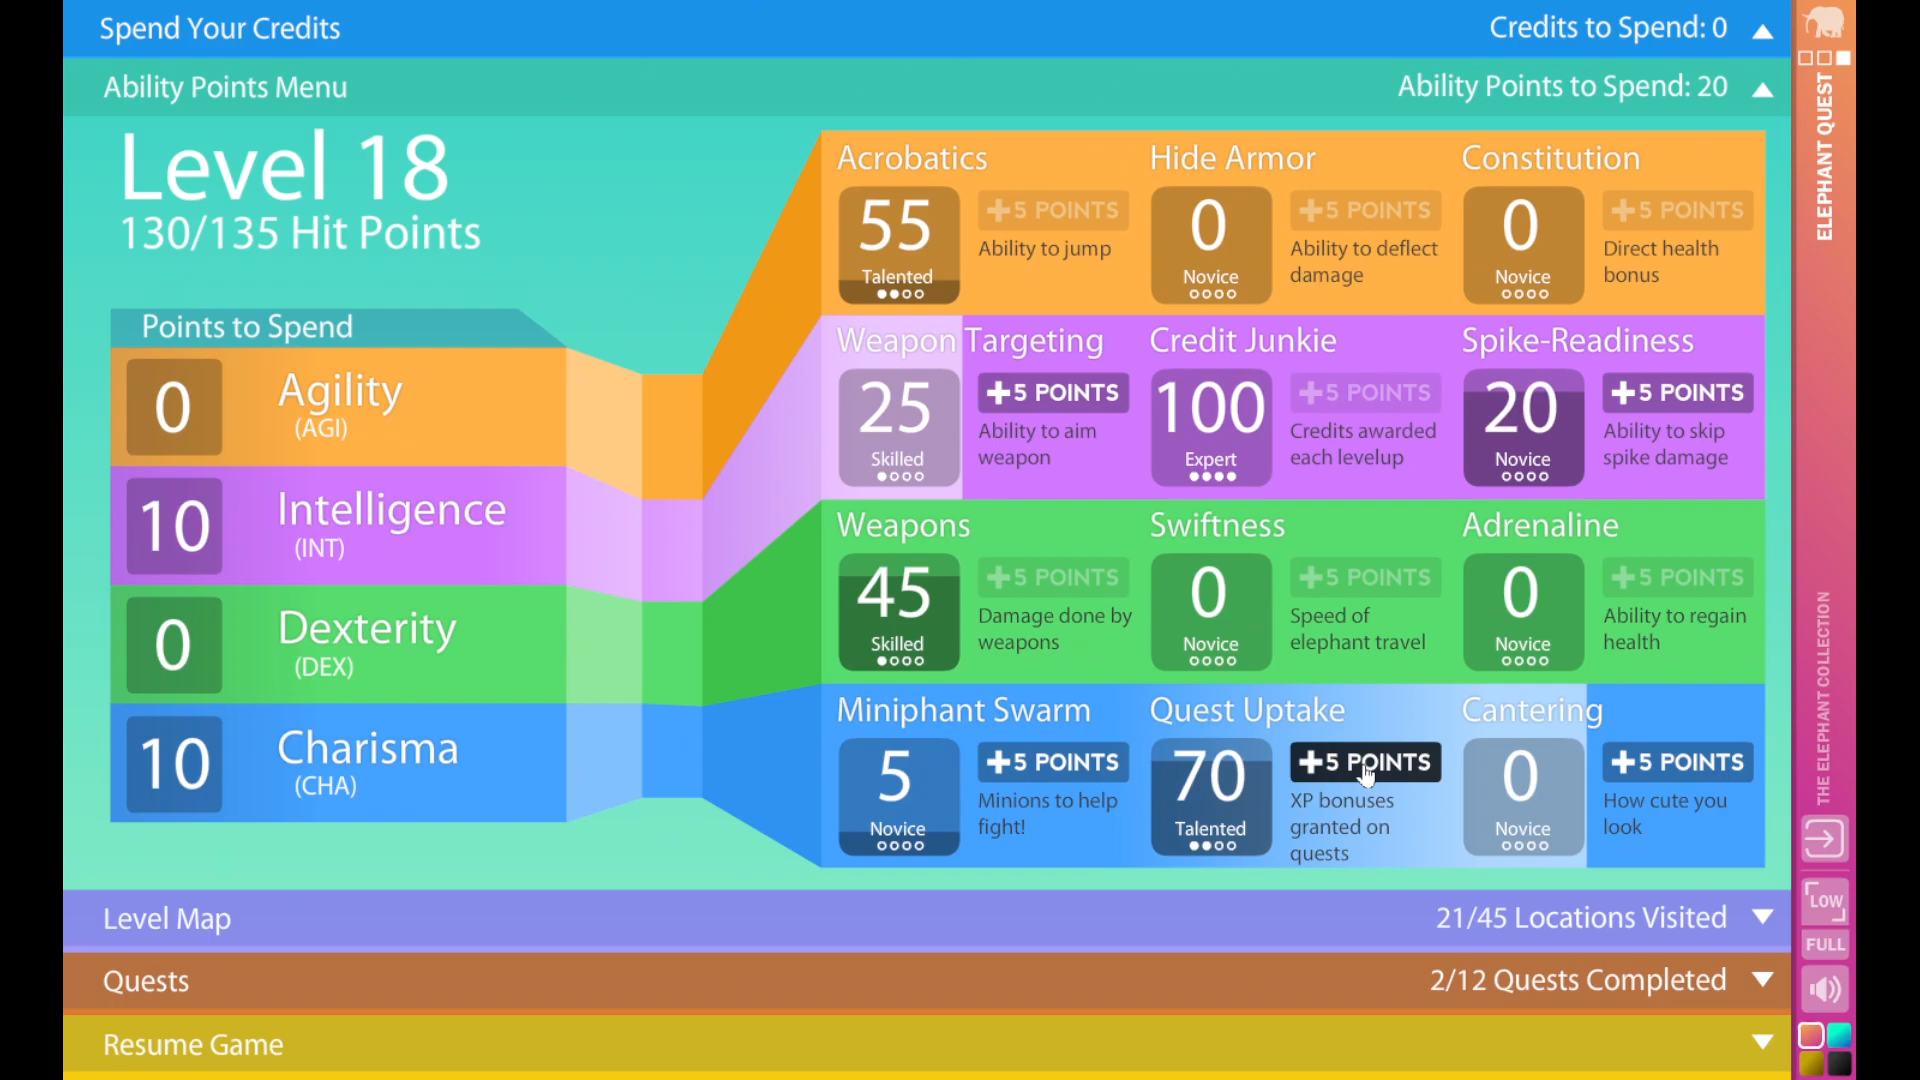 Spend Your Credits
Credits to Spend: 0
Ability Points Menu
Ability Points to Spend: 20
Level 18
130/135 Hit Points
Points to Spend
0
Agility
(AGI)
10
Intelligence
(INT)
0
Dexterity
(DEX)
10
Charisma
(CHA)
Acrobatics
55
Talented
+5 POINTS
Ability to jump
Hide Armor
0
Novice
+5 POINTS
Ability to deflect
damage
Constitution
0
Novice
+5 POINTS
Direct health
bonus
Weapon Targeting
25
Skilled
+5 POINTS
Ability to aim
weapon
Credit Junkie
100
Expert
+5 POINTS
Credits awarded
each levelup
Spike-Readiness
20
Novice
+5 POINTS
Ability to skip
spike damage
Weapons
45
Skilled
+5 POINTS
Damage done by
weapons
Swiftness
0
Novice
+5 POINTS
Speed of
elephant travel
Adrenaline
0
Novice
+5 POINTS
Ability to regain
health
Miniphant Swarm
5
Novice
+5 POINTS
Minions to help
fight!
Quest Uptake
70
Talented
+5 POINTS
XP bonuses
granted on
quests
Cantering
0
Novice
+5 POINTS
How cute you
look
Level Map
21/45 Locations Visited
Quests
2/12 Quests Completed
Resume Game
ELEPHANT QUEST
THE ELEPHANT COLLECTION
LOW
FULL